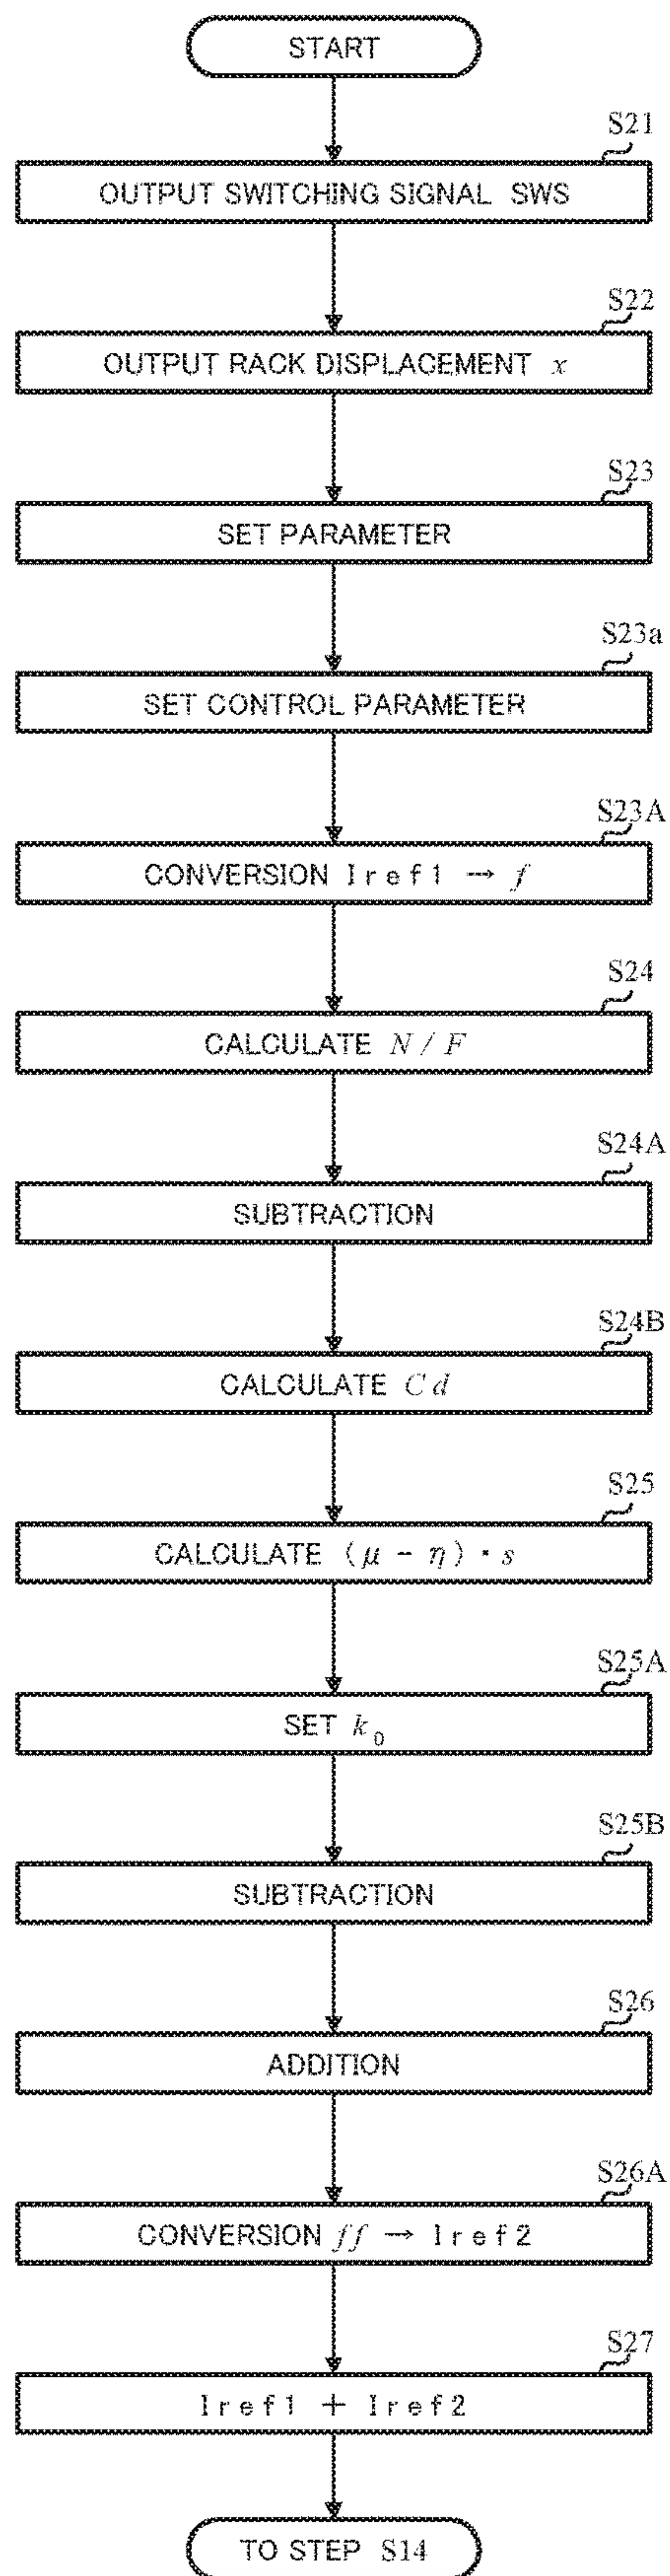 START
S21
OUTPUT SWITCHING SIGNAL SWS
S22
OUTPUT RACK DISPLACEMENT x
S23
SET PARAMETER
S23a
SET CONTROL PARAMETER
S23A
CONVERSION Iref1 → f
S24
CALCULATE N / F
S24A
SUBTRACTION
S24B
CALCULATE Cd
S25
CALCULATE (μ − η)・s
S25A
SET k₀
S25B
SUBTRACTION
S26
ADDITION
S26A
CONVERSION ff → Iref2
S27
Iref1 + Iref2
TO STEP S14